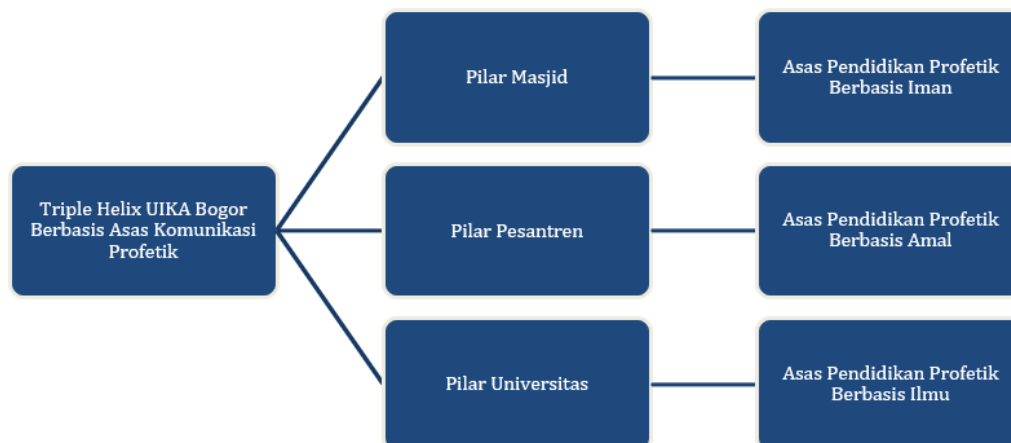 Triple Helix UIKA Bogor
Berbasis Asas Komunikasi
Profetik
Pilar Masjid
Asas Pendidikan Profetik
Berbasis Iman
Pilar Pesantren
Asas Pendidikan Profetik
Berbasis Amal
Pilar Universitas
Asas Pendidikan Profetik
Berbasis Ilmu